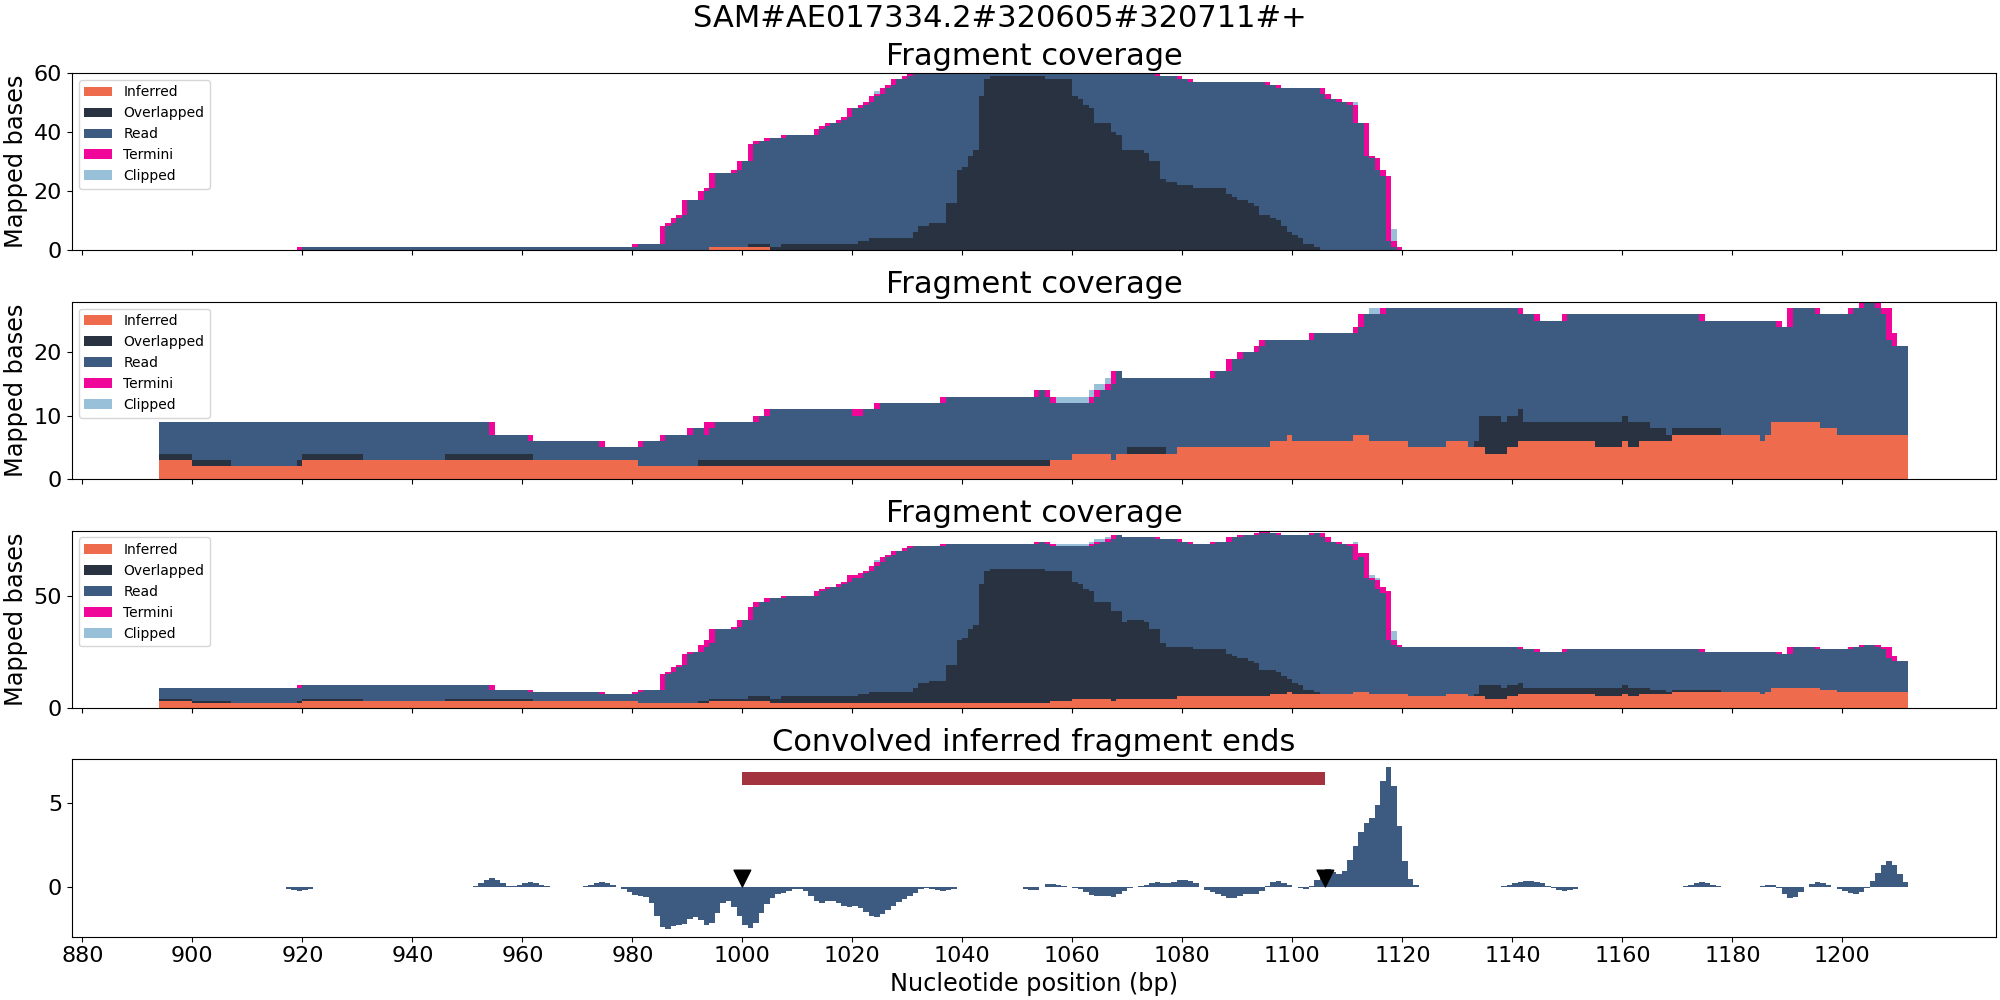 SAM#AE017334.2#320605#320711#+
Fragment coverage
Mapped bases
60
40
20
0
Inferred
Overlapped
Read
Termini
Clipped
Fragment coverage
Mapped bases
20
10
0
Inferred
Overlapped
Read
Termini
Clipped
Fragment coverage
Mapped bases
50
0
Inferred
Overlapped
Read
Termini
Clipped
Convolved inferred fragment ends
5
0
880 900 920 940 960 980 1000 1020 1040 1060 1080 1100 1120 1140 1160 1180 1200
Nucleotide position (bp)